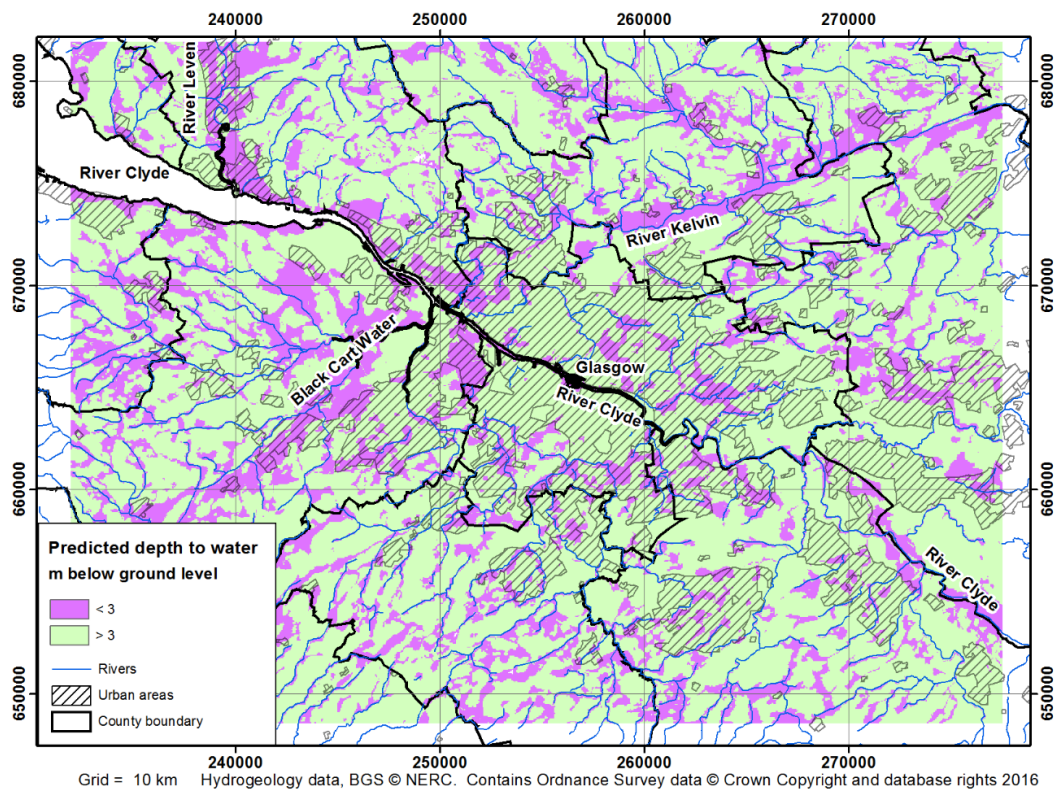 240000 250000 260000 270000
680000
670000
660000
650000
River Leven
River Clyde
River Kelvin
Black Cart Water
Glasgow
River Clyde
River Clyde
680000
670000
660000
650000
Predicted depth to water
m below ground level
< 3
> 3
Rivers
Urban areas
County boundary
240000 250000 260000 270000
Grid = 10 km Hydrogeology data, BGS © NERC. Contains Ordnance Survey data © Crown Copyright and database rights 2016